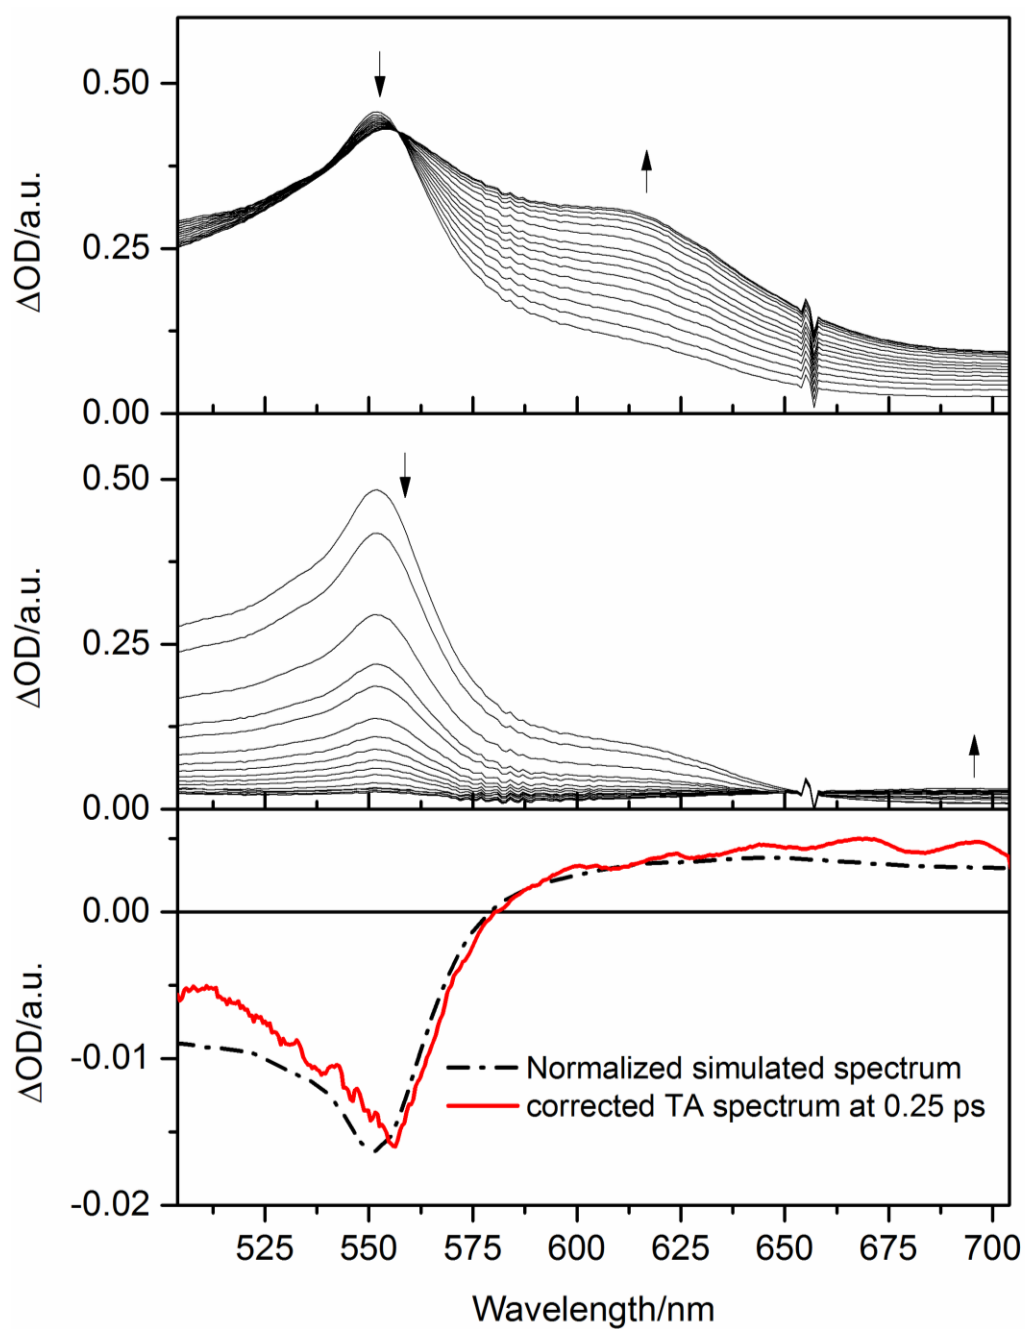 0.50
0.25
0.00
ΔOD/a.u.
0.50
0.25
0.00
ΔOD/a.u.
0.00
-0.01
-0.02
ΔOD/a.u.
Normalized simulated spectrum
corrected TA spectrum at 0.25 ps
525 550 575 600 625 650 675 700
Wavelength/nm